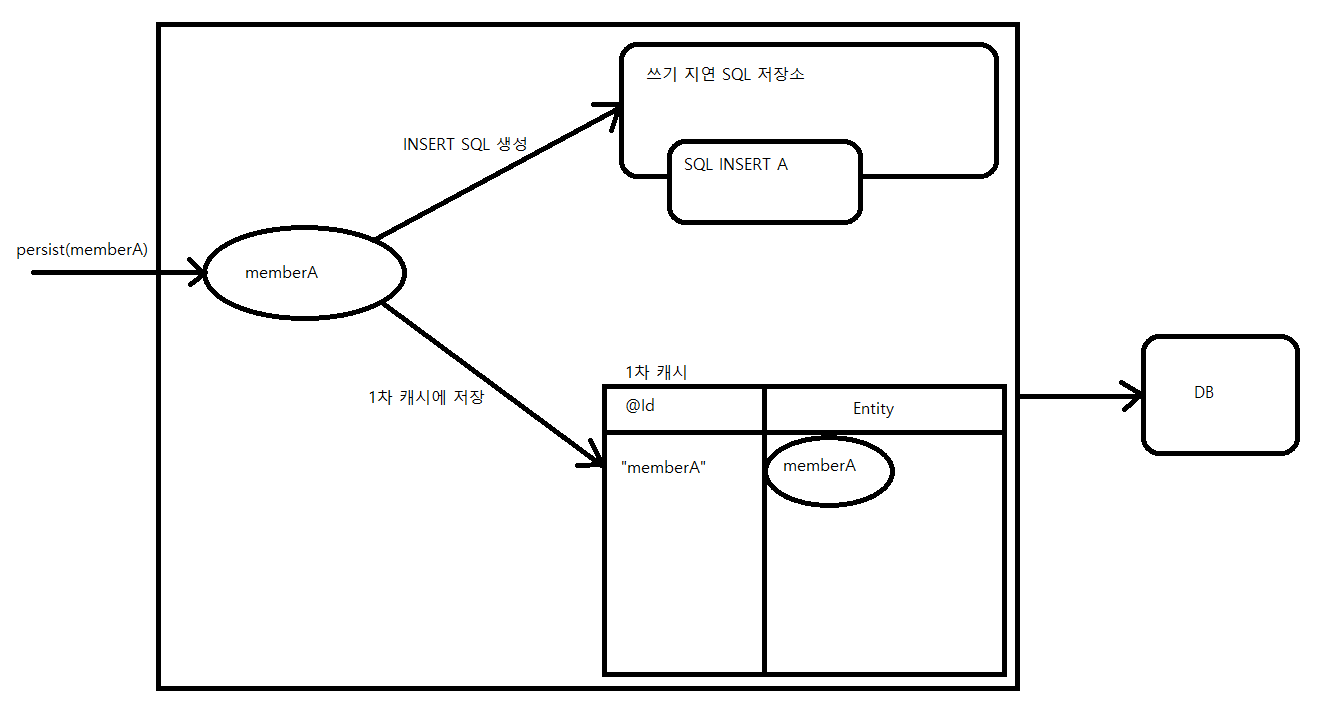 쓰기 지연 SQL 저장소
INSERT SQL 생성
SQL INSERT A
persist(memberA)
memberA
1차 캐시에 저장
1차 캐시
@Id
Entity
"memberA"
memberA
DB